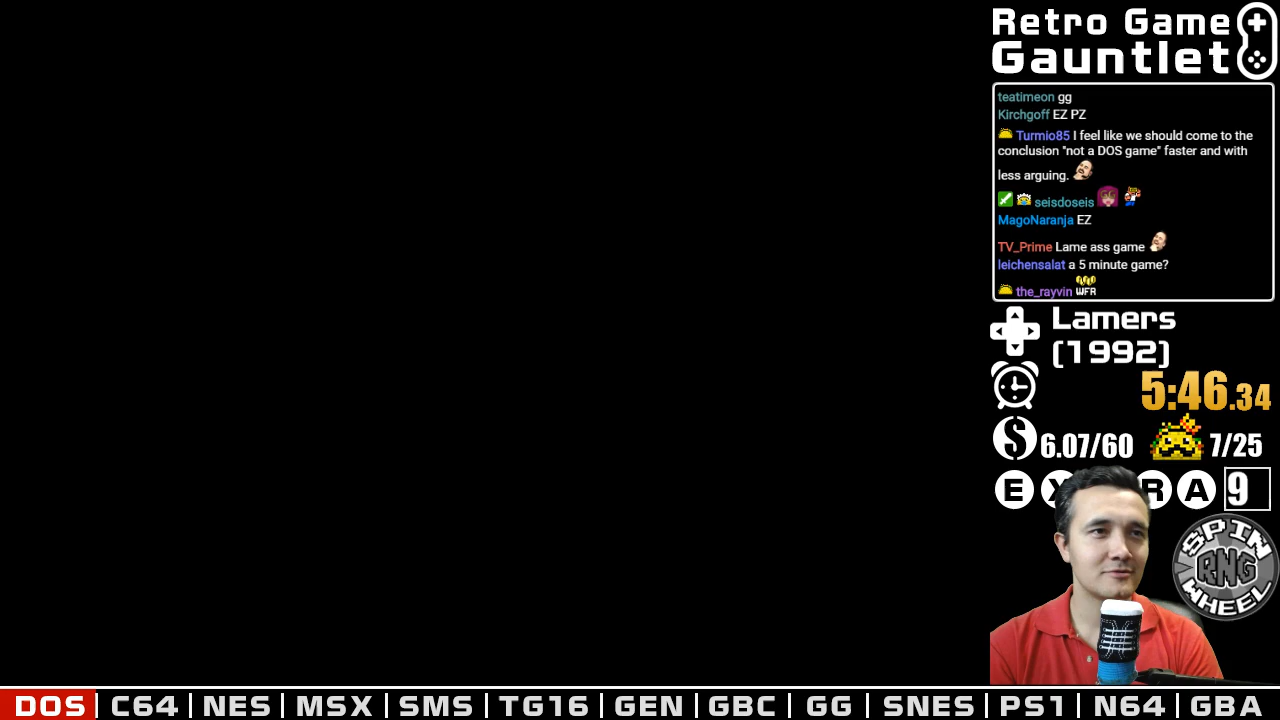 Retro Game
Gauntlet
teatimeon gg
Kirchgoff EZ PZ
Turmio85 I feel like we should come to the
conclusion "not a DOS game" faster and with
less arguing.
seisdoseis
MagoNaranja EZ
TV_Prime Lame ass game
leichensalat a 5 minute game?
the_rayvin WFR
Lamers
(1992)
5:46.34
$ 6.07/60 7/25
E X R A 9
SPIN
RNG
WHEEL
DOS C64 NES MSX SMS TG16 GEN GBC GG SNES PS1 N64 GBA